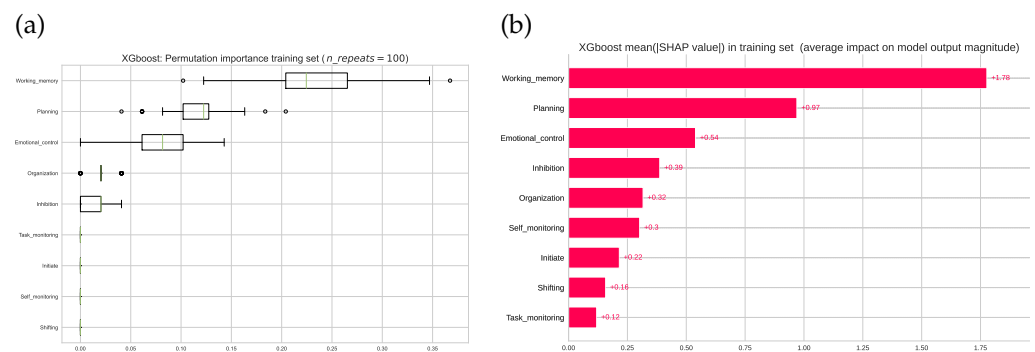 (a)
XGboost: Permutation importance training set (n_repeats = 100)
Working_memory
Planning
Emotional_control
Organization
Inhibition
Task_monitoring
Initiate
Self_monitoring
Shifting
0.00 0.05 0.10 0.15 0.20 0.25 0.30 0.35
(b)
XGboost mean(|SHAP value|) in training set (average impact on model output magnitude)
Working_memory +1.78
Planning +0.97
Emotional_control +0.54
Inhibition +0.39
Organization +0.32
Self_monitoring +0.3
Initiate +0.22
Shifting +0.16
Task_monitoring +0.12
0.00 0.25 0.50 0.75 1.00 1.25 1.50 1.75